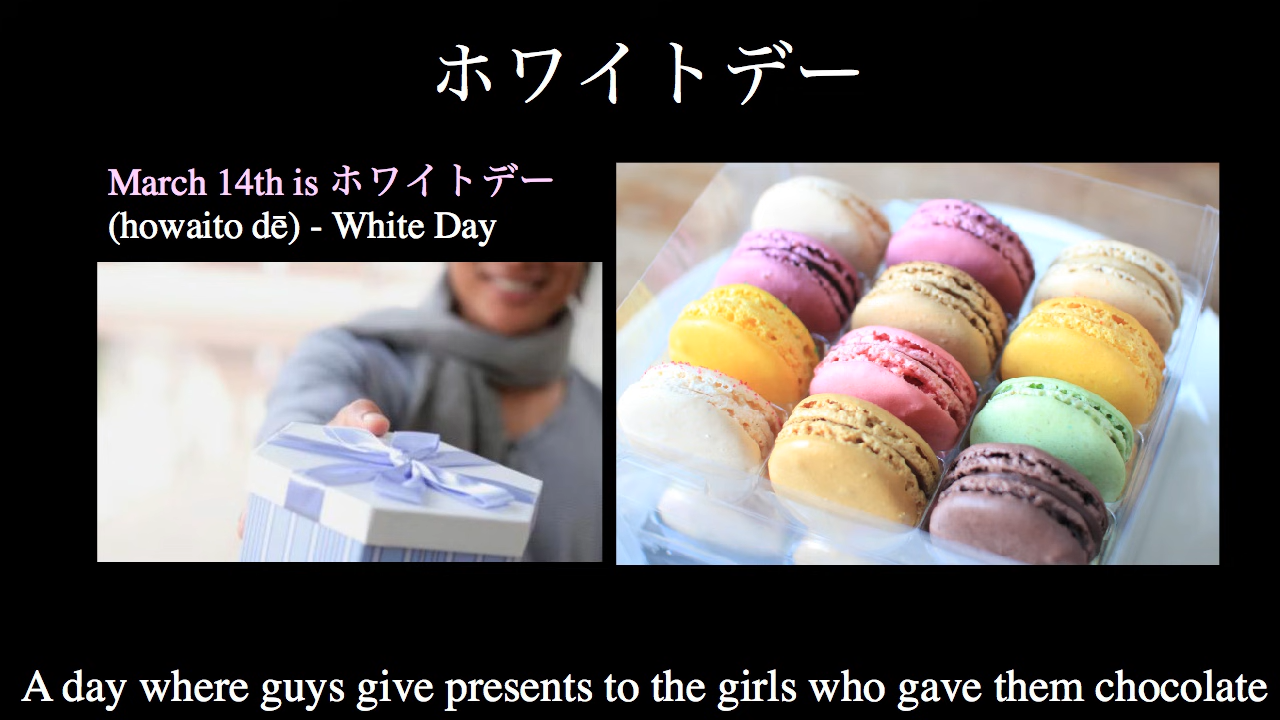 ホワイトデー
March 14th is ホワイトデー
(howaito dē) - White Day
A day where guys give presents to the girls who gave them chocolate